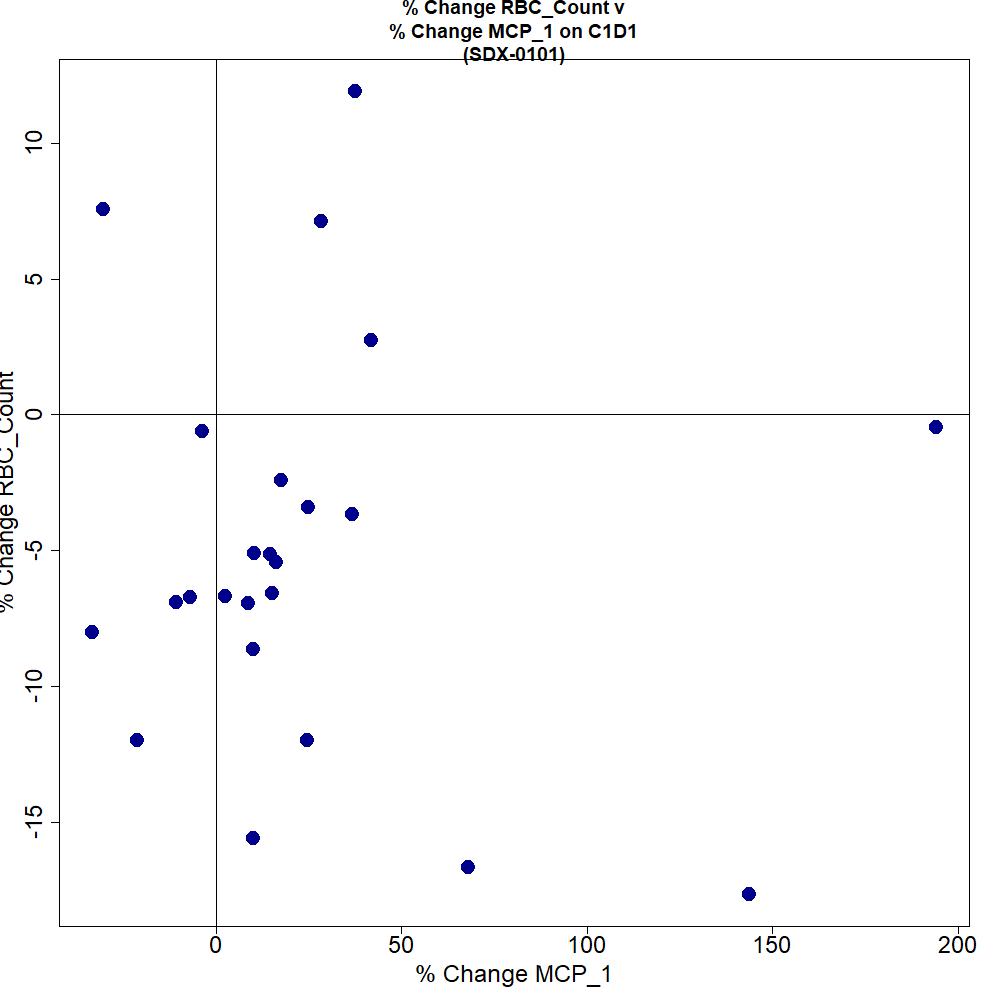 % Change RBC_Count v
% Change MCP_1 on C1D1
(SDX-0101)
% Change RBC_Count
10
5
0
-5
-10
-15
0
50
100
150
200
% Change MCP_1